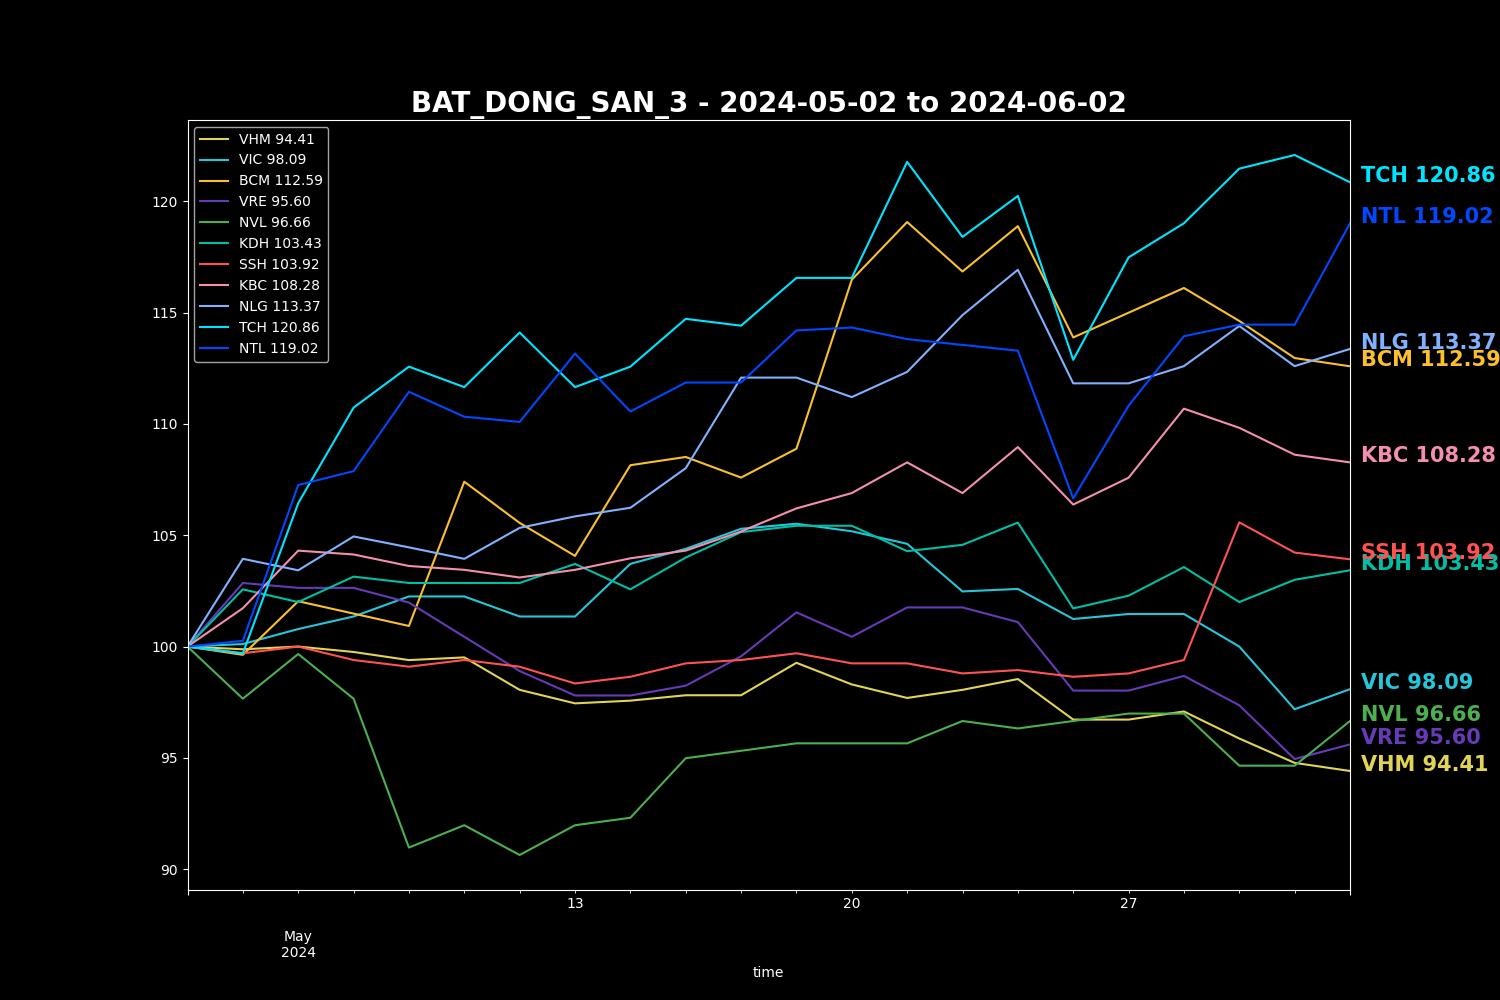 BAT_DONG_SAN_3 - 2024-05-02 to 2024-06-02
VHM 94.41
VIC 98.09
BCM 112.59
VRE 95.60
NVL 96.66
KDH 103.43
SSH 103.92
KBC 108.28
NLG 113.37
TCH 120.86
NTL 119.02
120
115
110
105
100
95
90
TCH 120.86
NTL 119.02
NLG 113.37
BCM 112.59
KBC 108.28
SSH 103.92
KDH 103.43
VIC 98.09
NVL 96.66
VRE 95.60
VHM 94.41
13
20
27
May
2024
time